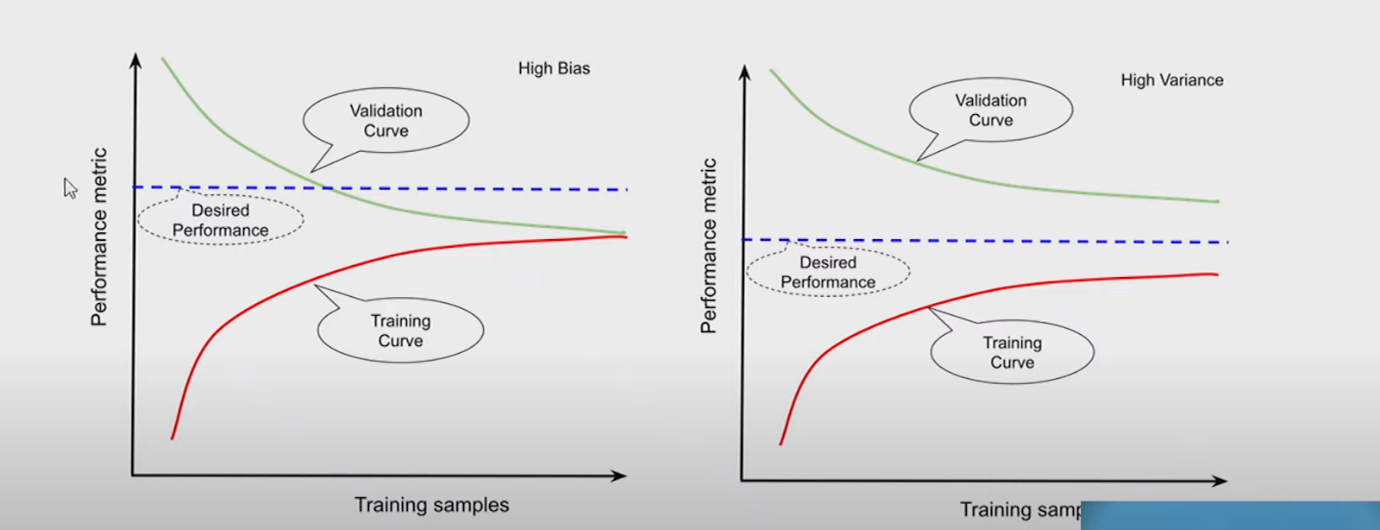 High Bias
Validation
Curve
Desired
Performance
Training
Curve
Performance metric
Training samples
High Variance
Validation
Curve
Desired
Performance
Training
Curve
Performance metric
Training